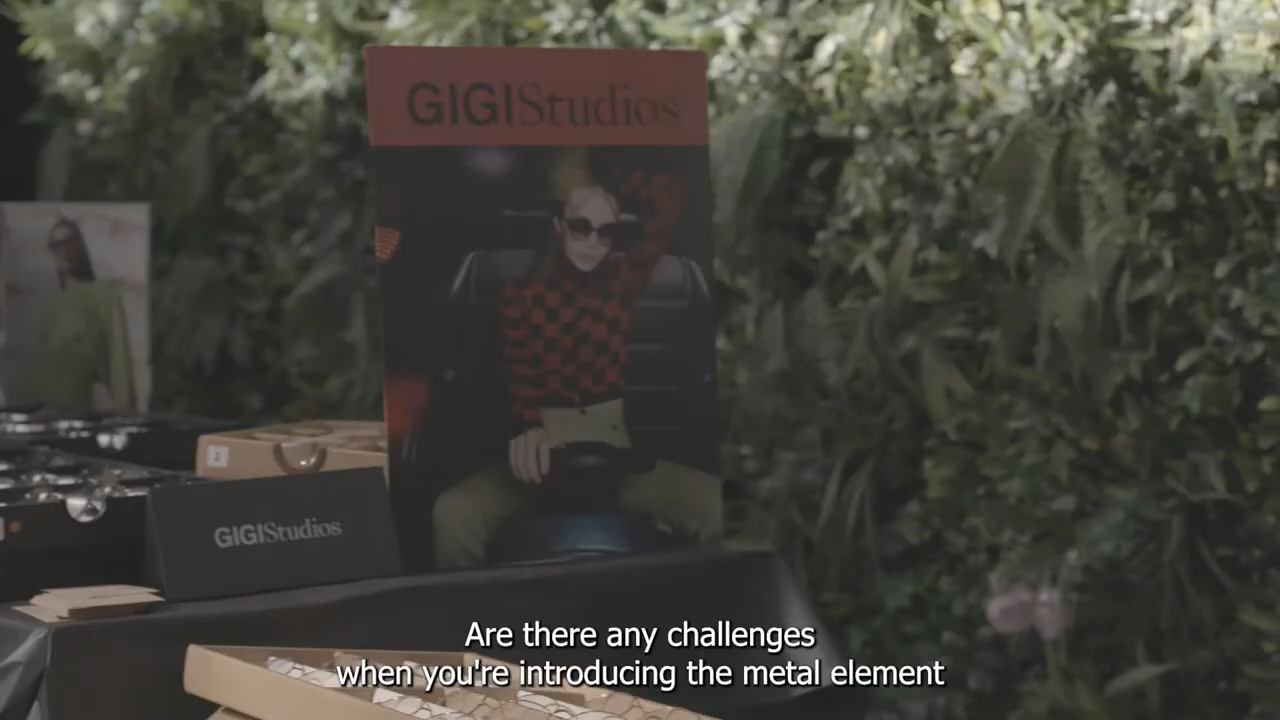 GIGIStudios
GIGIStudios
Are there any challenges
when you're introducing the metal element